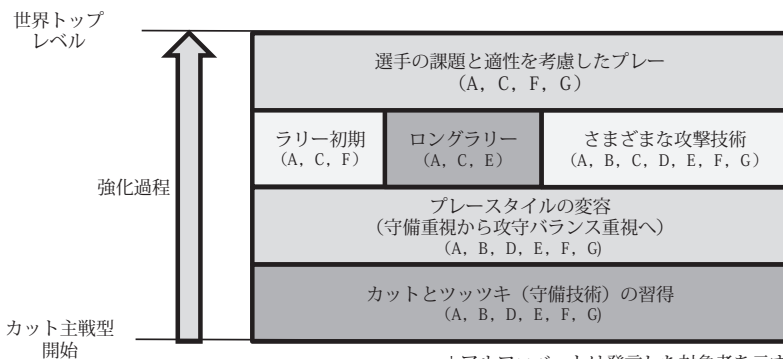 世界トップ
レベル
選手の課題と適性を考慮したプレー
(A, C, F, G)
ラリー初期
(A, C, F)
ロングラリー
(A, C, E)
さまざまな攻撃技術
(A, B, C, D, E, F, G)
強化過程
プレースタイルの変容
(守備重視から攻守バランス重視へ)
(A, B, D, E, F, G)
カットとツッツキ(守備技術)の習得
(A, B, D, E, F, G)
カット主戦型
開始